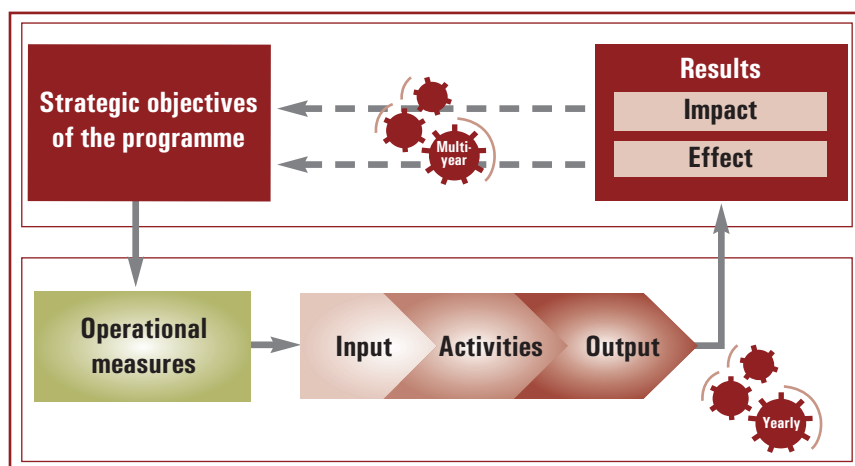 Strategic objectives
of the programme
Multi-
year
Results
Impact
Effect
Operational
measures
Input
Activities
Output
Yearly